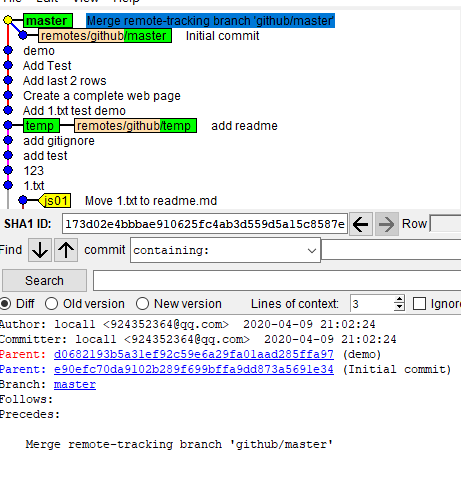 master Merge remote-tracking branch 'github/master'
remotes/github/master Initial commit
demo
Add Test
Add last 2 rows
Create a complete web page
Add 1.txt test demo
temp remotes/github/temp add readme
add gitignore
add test
123
1.txt
js01 Move 1.txt to readme.md
SHA1 ID: 173d02e4bbbae910625fc4ab3d559d5a15c8587e Row
Find commit containing:
Search
Diff Old version New version Lines of context: 3 Ignor
Author: locall <924352364@qq.com> 2020-04-09 21:02:24
Committer: locall <924352364@qq.com> 2020-04-09 21:02:24
Parent: d0682193b5a31ef92c59e6a29fa01aad285ffa97 (demo)
Parent: e90efc70da9102b289f699bffa9dd873a5691e34 (Initial commit)
Branch: master
Follows:
Precedes:
Merge remote-tracking branch 'github/master'